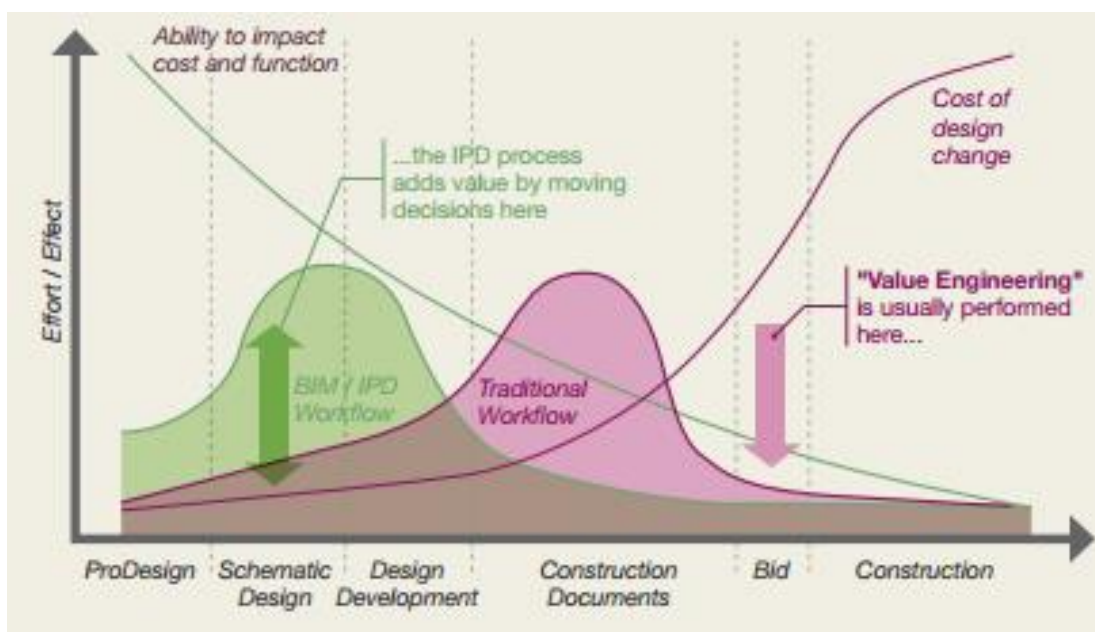 Ability to impact
cost and function
Cost of
design
change
...the IPD process
adds value by moving
decisions here
"Value Engineering"
is usually performed
here...
Effort / Effect
BIM / IPD
Workflow
Traditional
Workflow
ProDesign
Schematic
Design
Design
Development
Construction
Documents
Bid
Construction